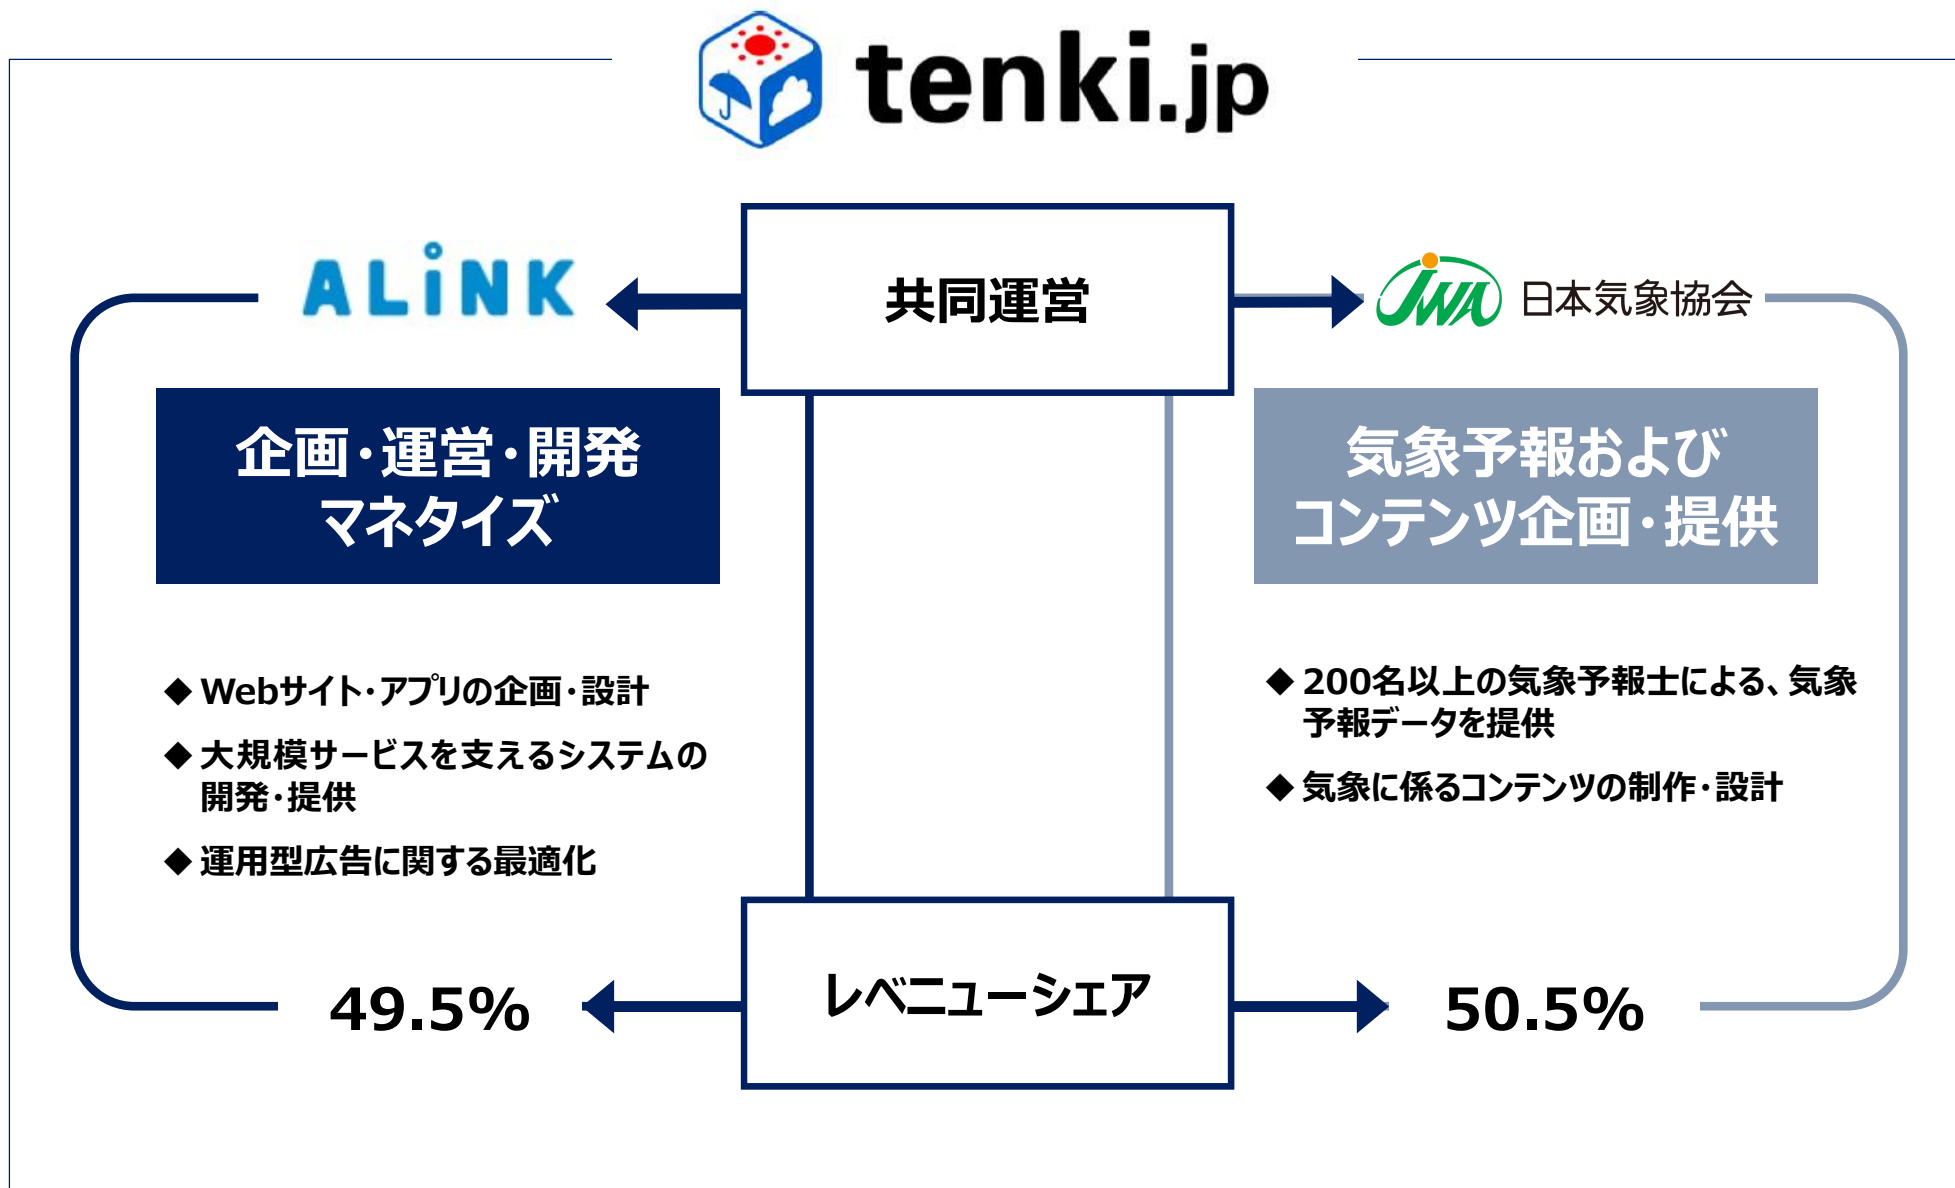 tenki.jp
ALiNK
共同運営
JWA 日本気象協会
企画・運営・開発
マネタイズ
気象予報および
コンテンツ企画・提供
◆ Webサイト・アプリの企画・設計
◆ 大規模サービスを支えるシステムの
開発・提供
◆ 運用型広告に関する最適化
◆ 200名以上の気象予報士による、気象
予報データを提供
◆ 気象に係るコンテンツの制作・設計
49.5%
レベニューシェア
50.5%